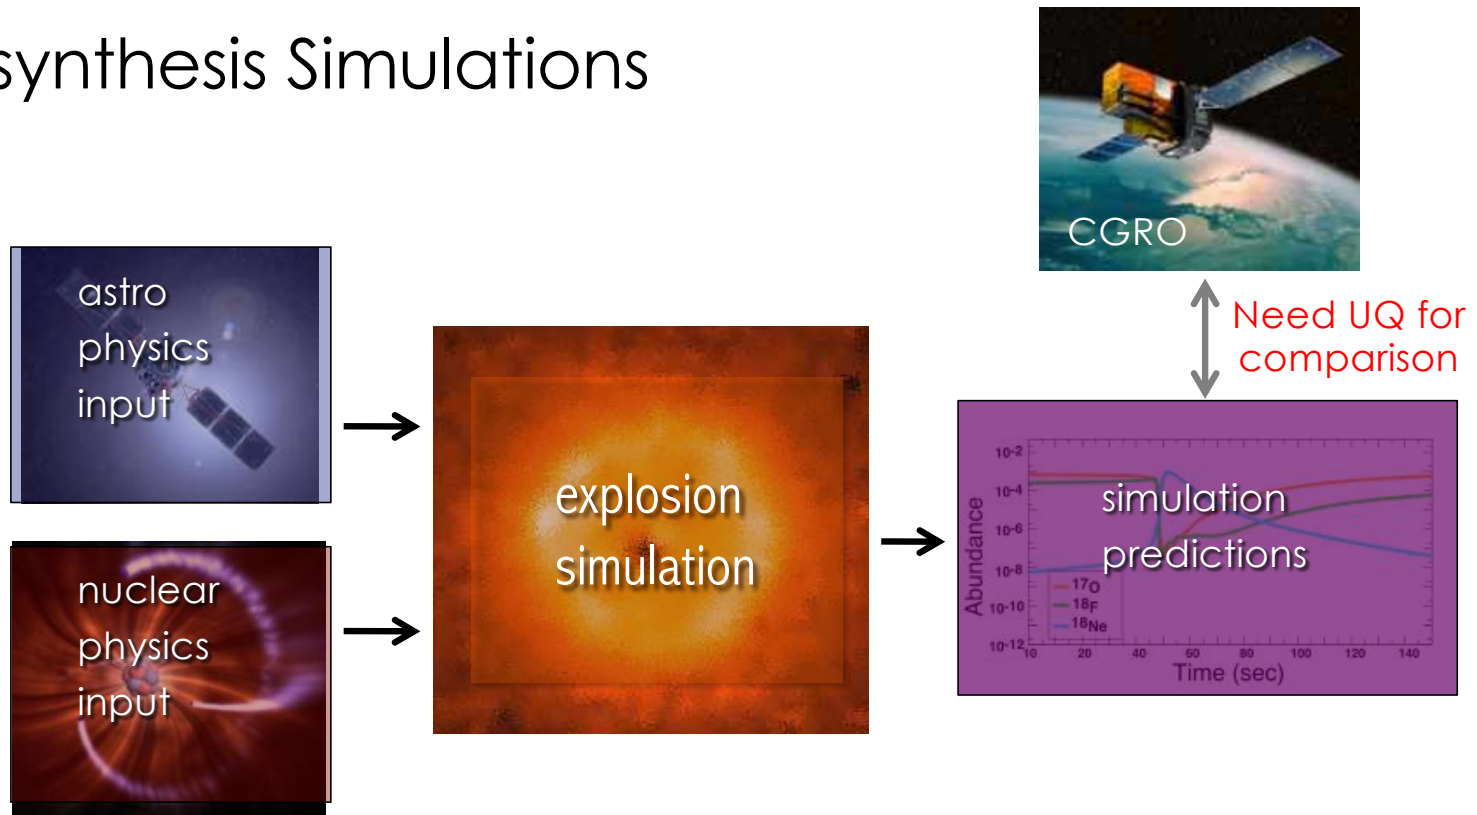 synthesis Simulations
CGRO
Need UQ for
comparison
astro
physics
input
nuclear
physics
input
explosion
simulation
simulation
predictions
Abundance
10-2
10-4
10-6
10-8
10-10
10-12
17O
18F
18Ne
10 20 40 60 80 100 120 140
Time (sec)